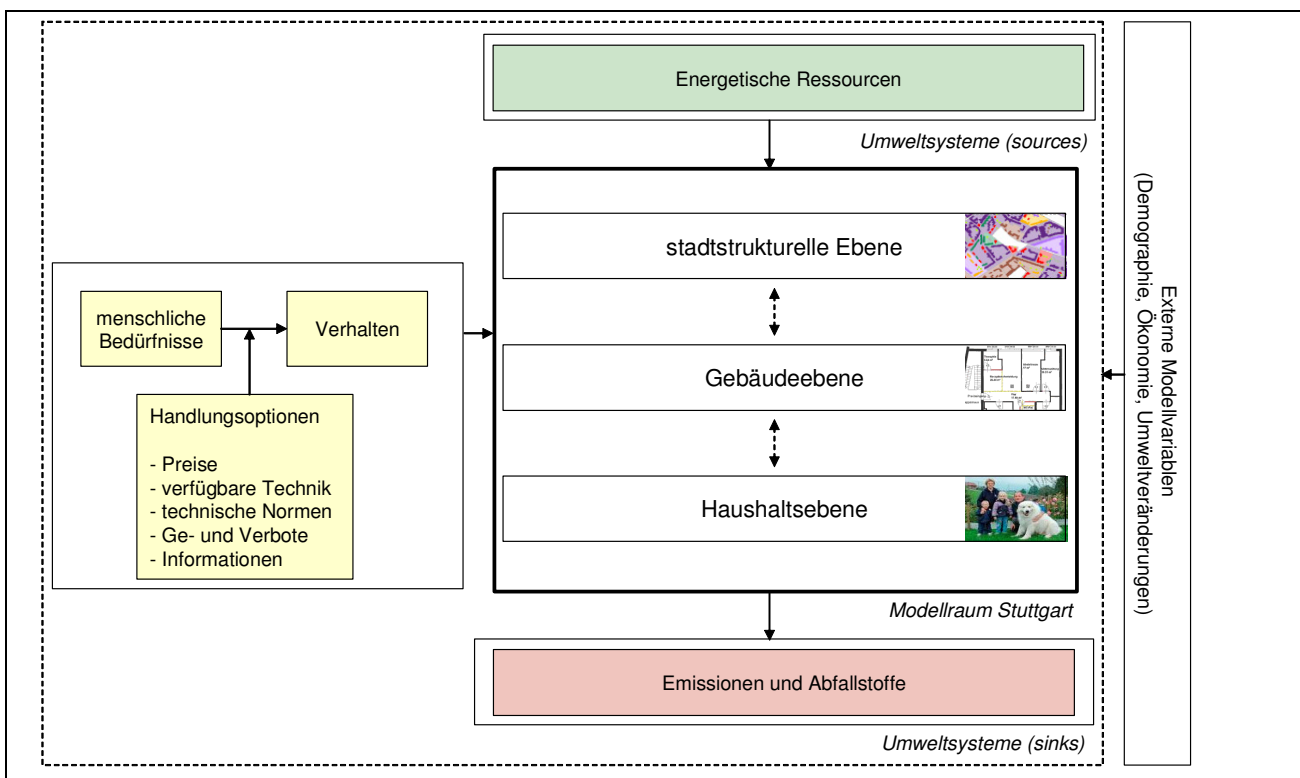 Energetische Ressourcen
Umweltsysteme (sources)
stadtstrukturelle Ebene
menschliche
Bedürfnisse
Verhalten
Gebäudeebene
Handlungsoptionen
- Preise
- verfügbare Technik
- technische Normen
- Ge- und Verbote
- Informationen
Haushaltsebene
Modellraum Stuttgart
Emissionen und Abfallstoffe
Umweltsysteme (sinks)
Externe Modellvariablen
(Demographie, Ökonomie, Umweltveränderungen)